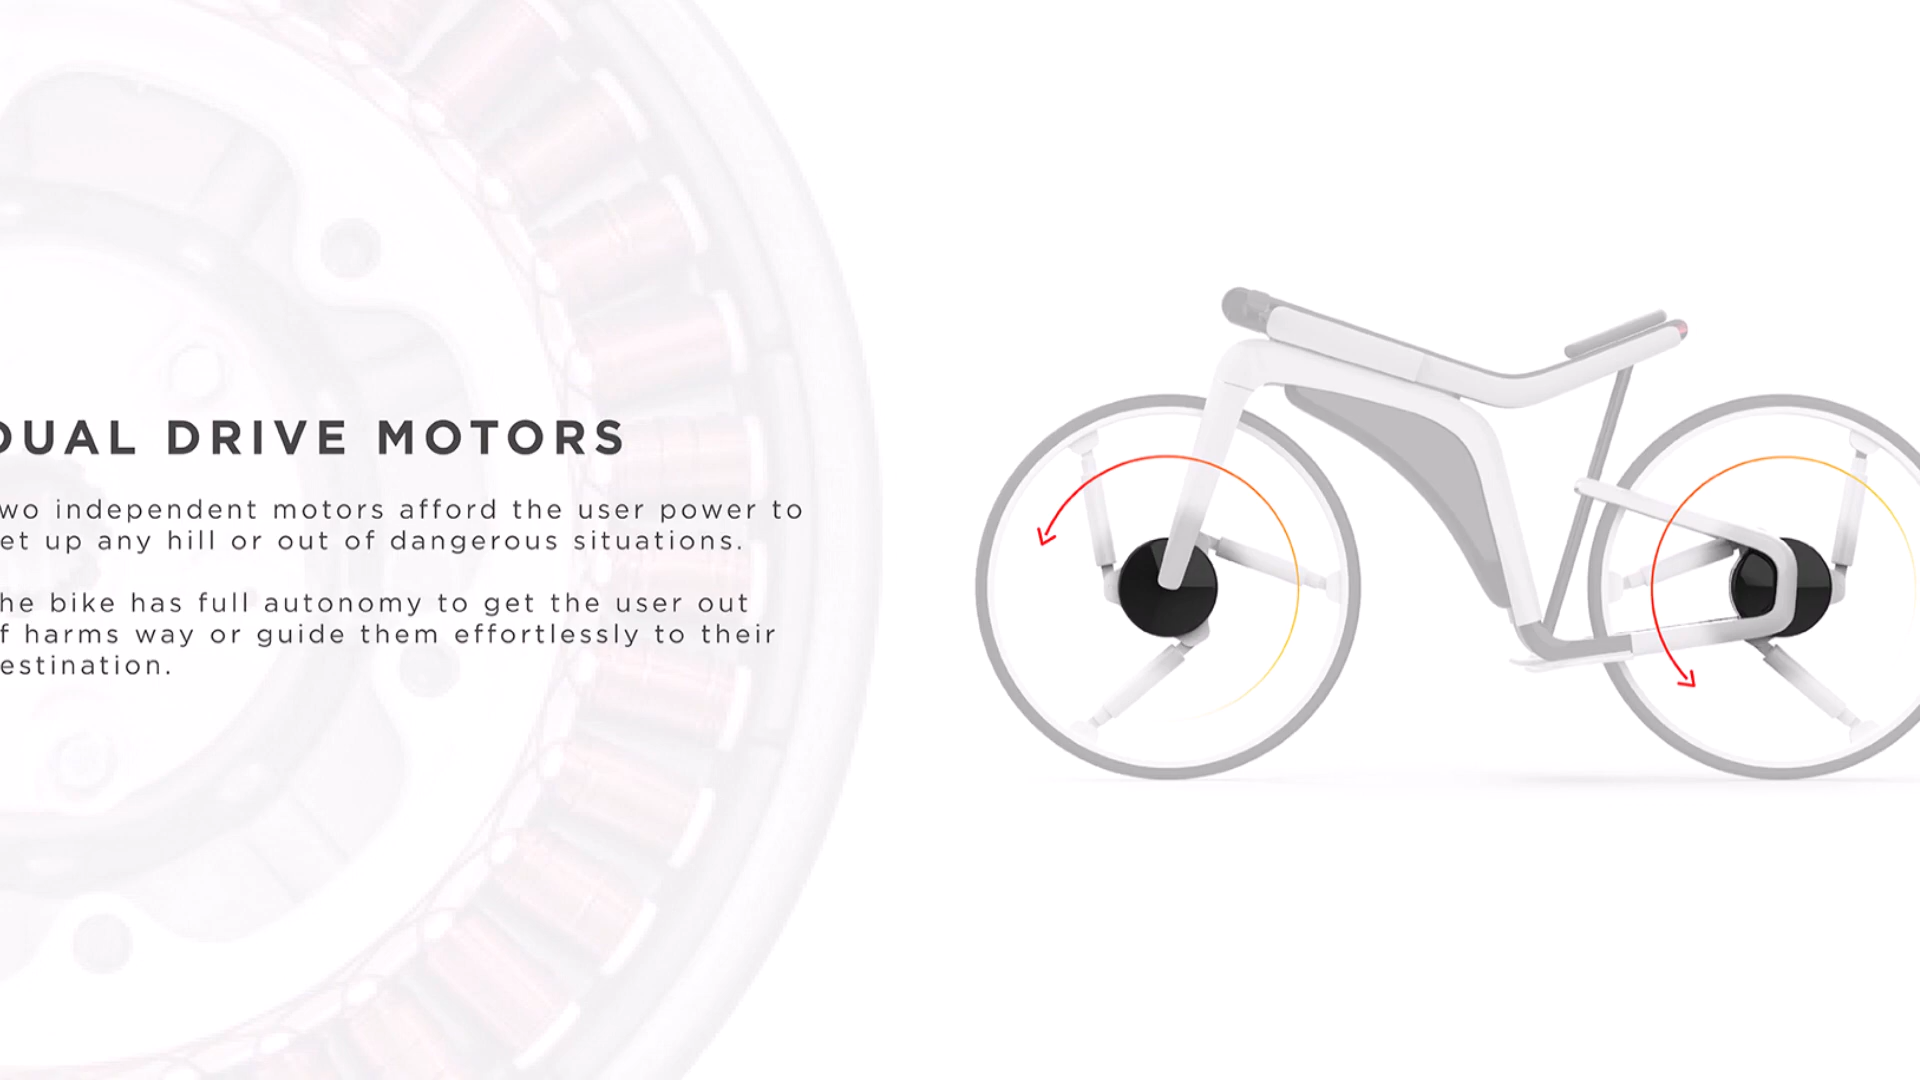 DUAL DRIVE MOTORS
wo independent motors afford the user power to
et up any hill or out of dangerous situations.
he bike has full autonomy to get the user out
f harms way or guide them effortlessly to their
estination.